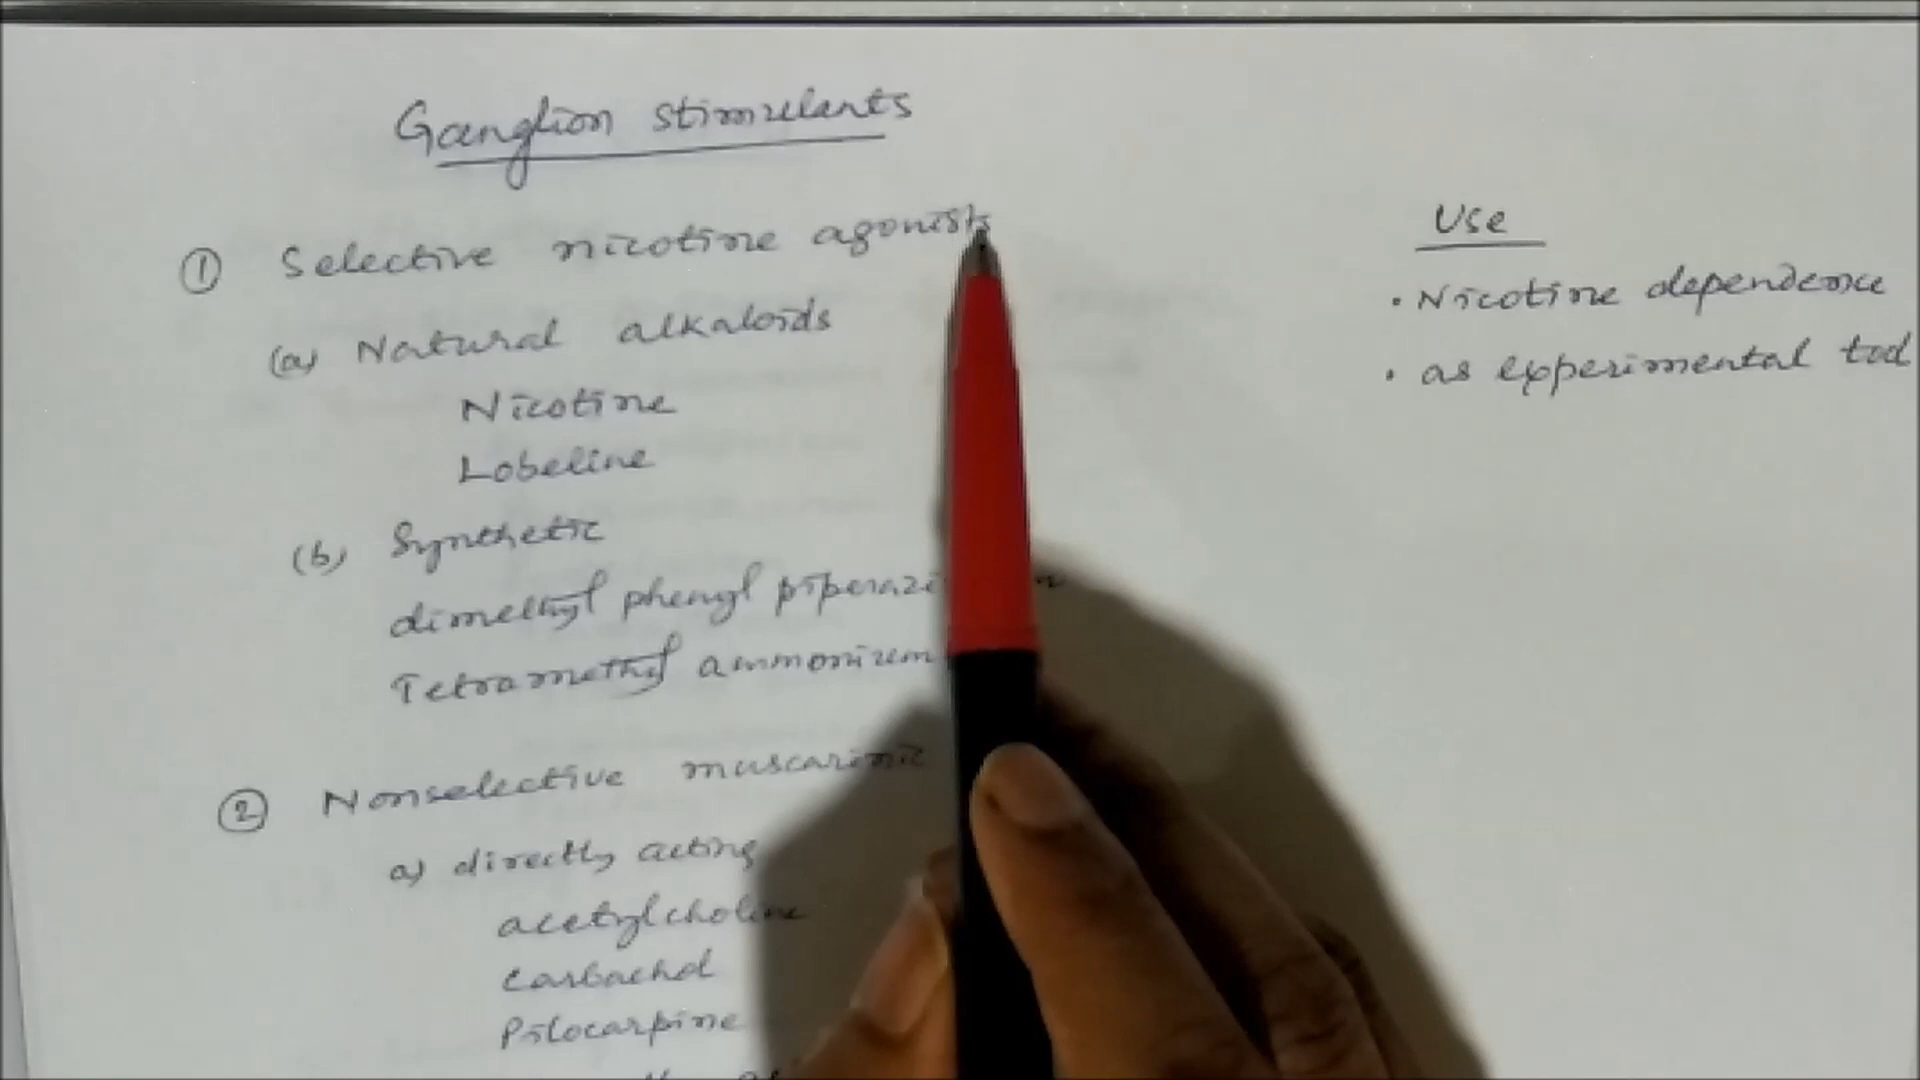 Ganglion stimulants
① Selective nicotine agonists
(a) Natural alkaloids
Nicotine
Lobeline
(b) Synthetic
dimethyl phenyl
Tetramethyl ammonium
② Nonselective muscarinic
a) directly acting
acetylcholine
Carbachol
Pilocarpine
Use
• Nicotine dependence
• as experimental tool